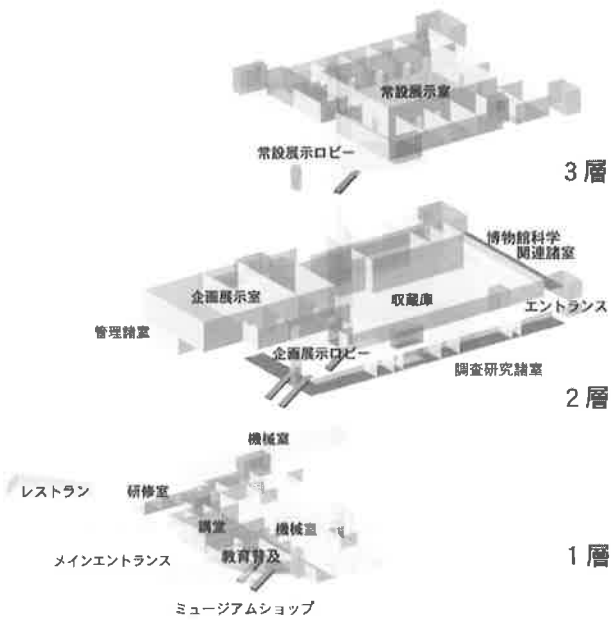 常設展示室
常設展示ロビー
3層
博物館科学
関連諸室
企画展示室
収蔵庫
エントランス
管理諸室
企画展示ロビー
調査研究諸室
2層
機械室
レストラン
研修室
講堂
機械室
メインエントランス
教育普及
1層
ミュージアムショップ